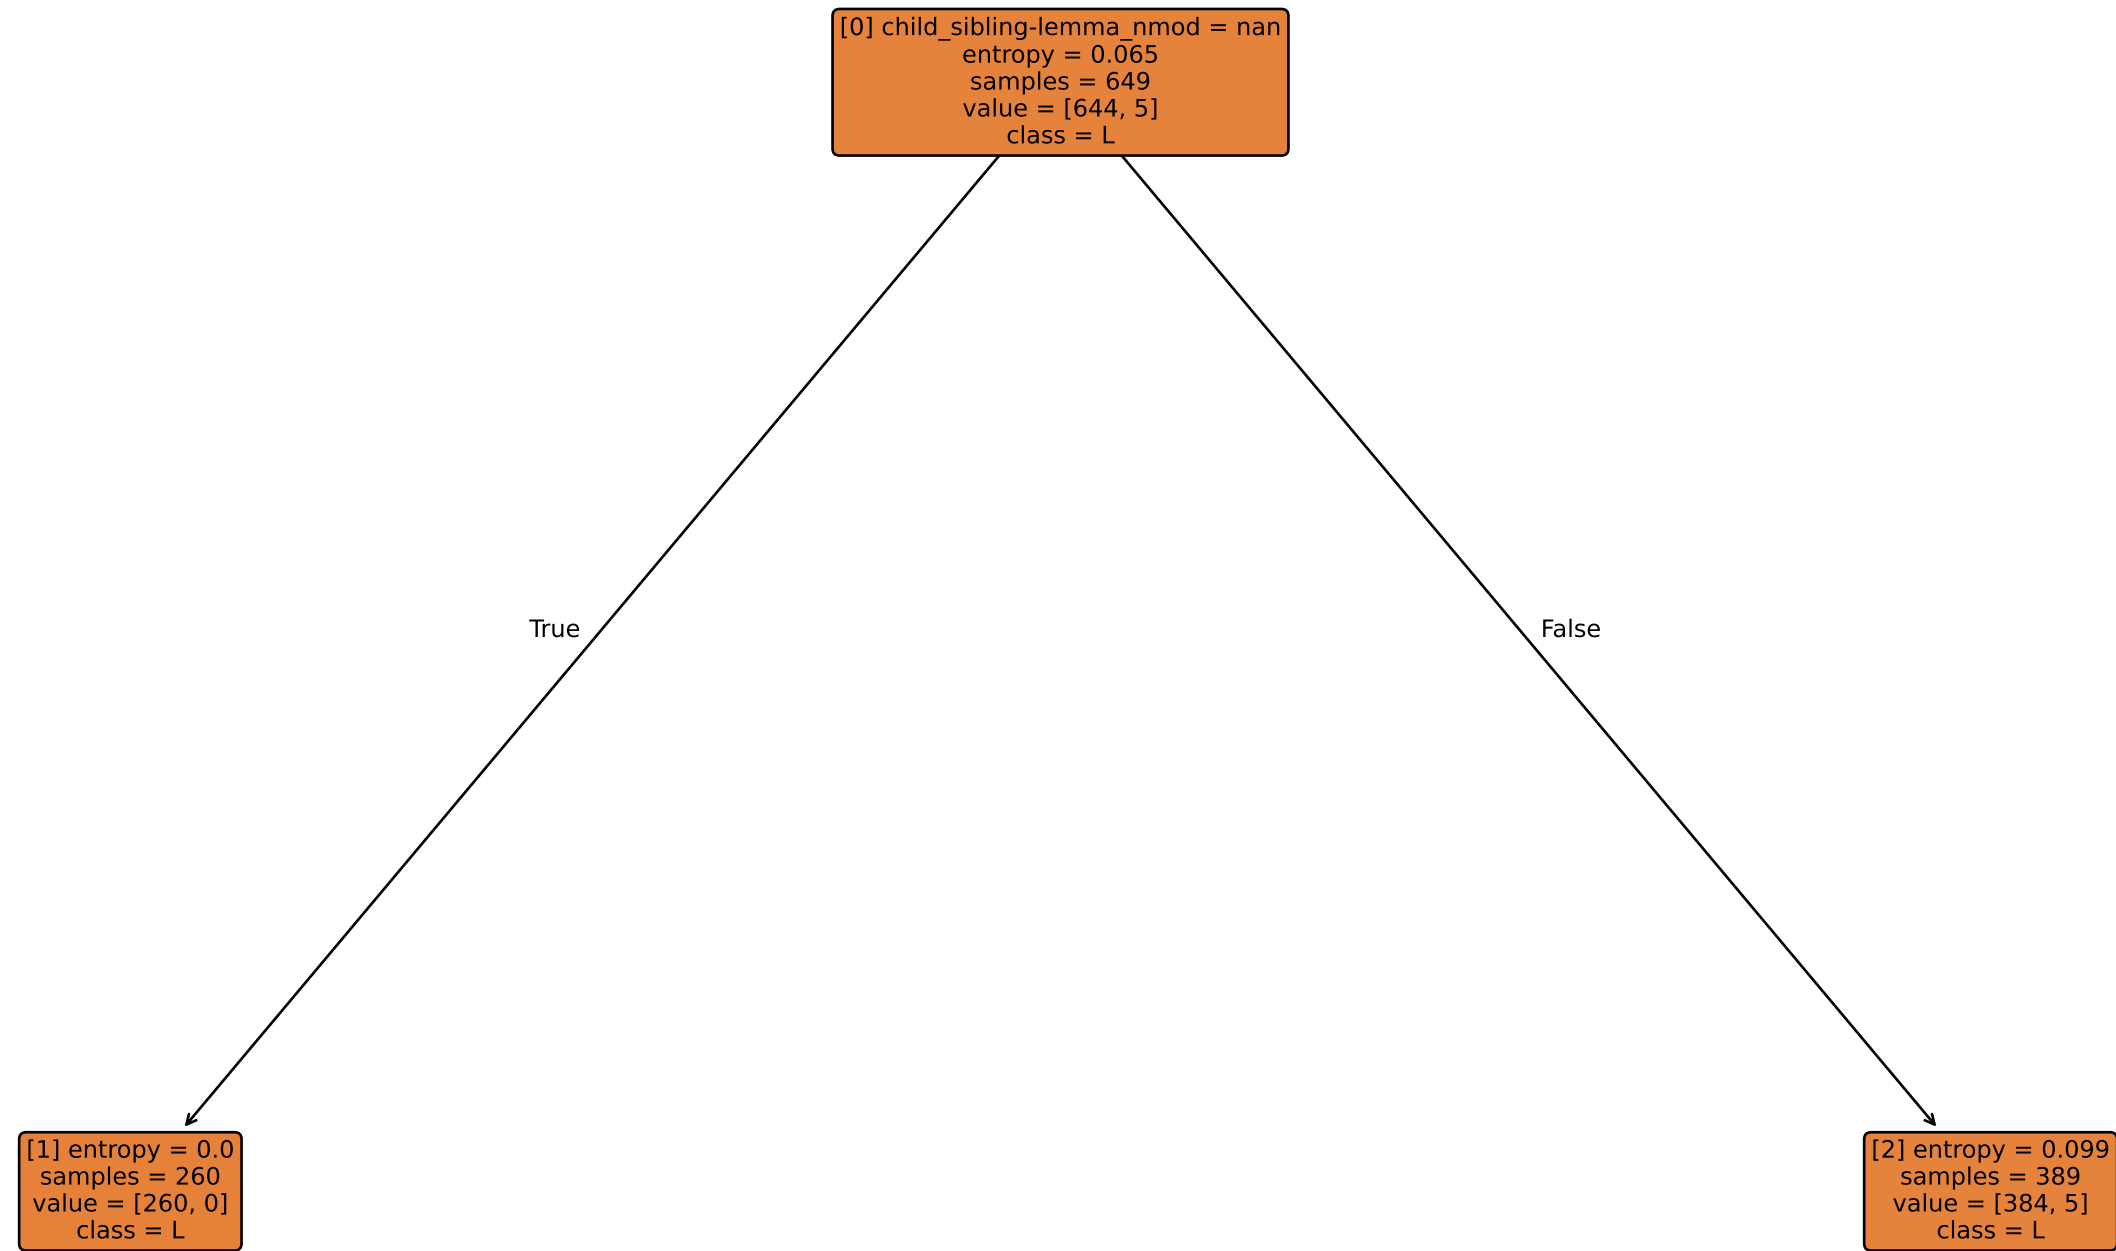 [0] child_sibling-lemma_nmod = nan
entropy = 0.065
samples = 649
value = [644, 5]
class = L
True
False
[1] entropy = 0.0
samples = 260
value = [260, 0]
class = L
[2] entropy = 0.099
samples = 389
value = [384, 5]
class = L